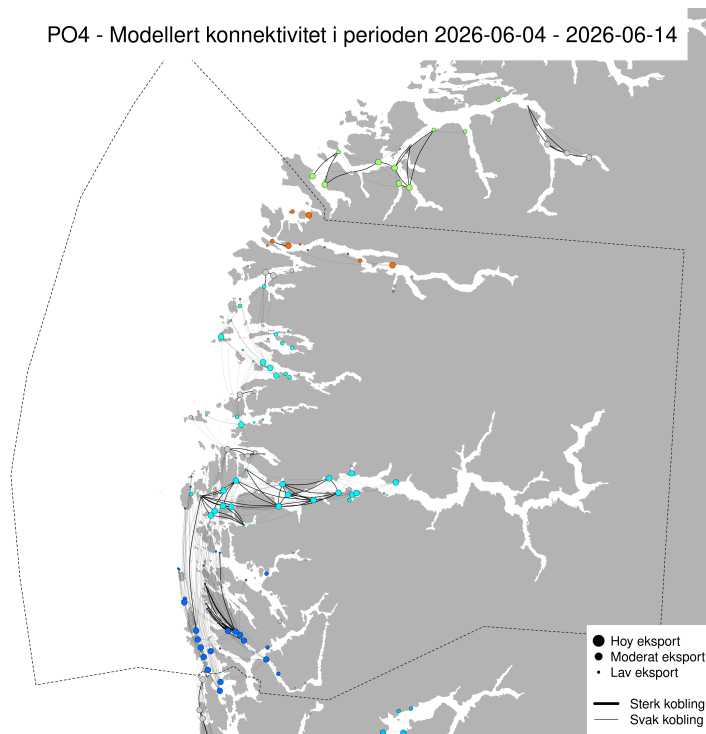 PO4 - Modellert konnektivitet i perioden 2026-06-04 - 2026-06-14
Hoy eksport
Moderat eksport
Lav eksport
Sterk kobling
Svak kobling